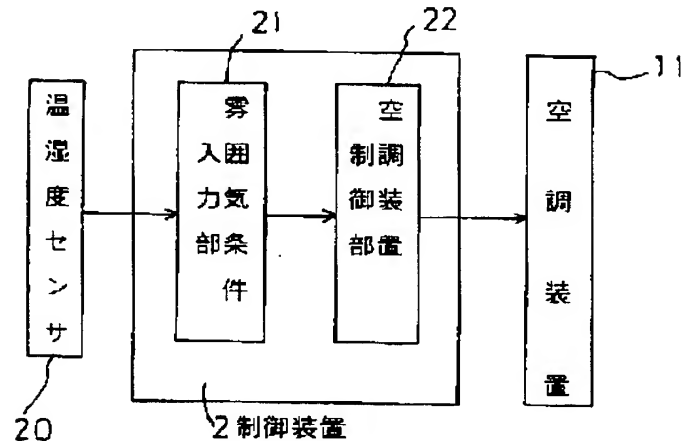 21
22
11
温湿度センサ
雰囲気条件
入力部
空調装置
制御部
空調装置
20
2制御装置